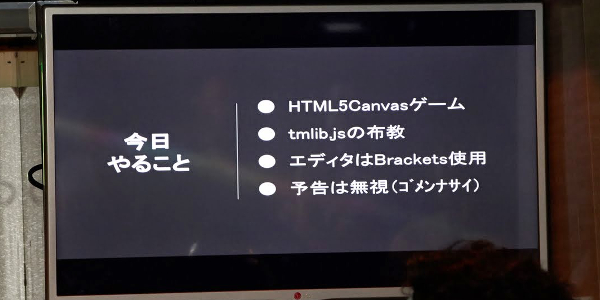 今日
やること
HTML5Canvasゲーム
tmlib.jsの布教
エディタはBrackets使用
予告は無視(ゴメンナサイ)